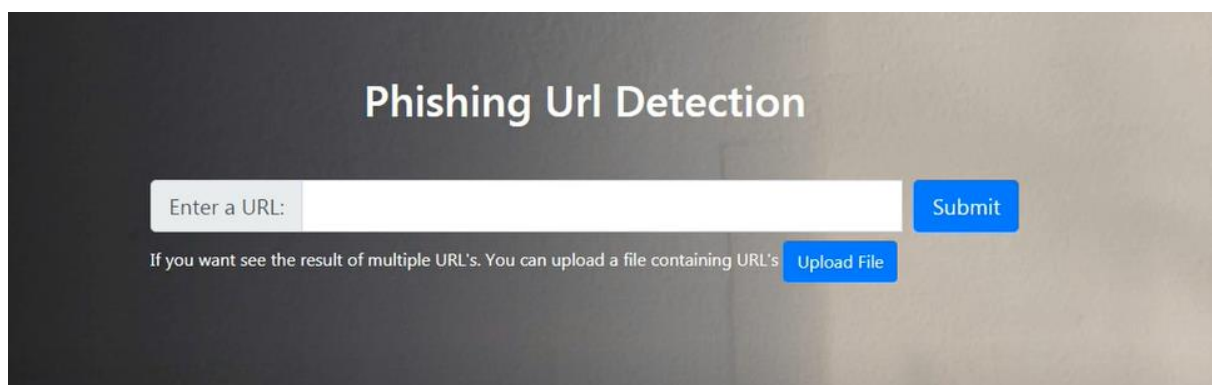 Phishing Url Detection
Enter a URL:
Submit
If you want see the result of multiple URL's. You can upload a file containing URL's
Upload File